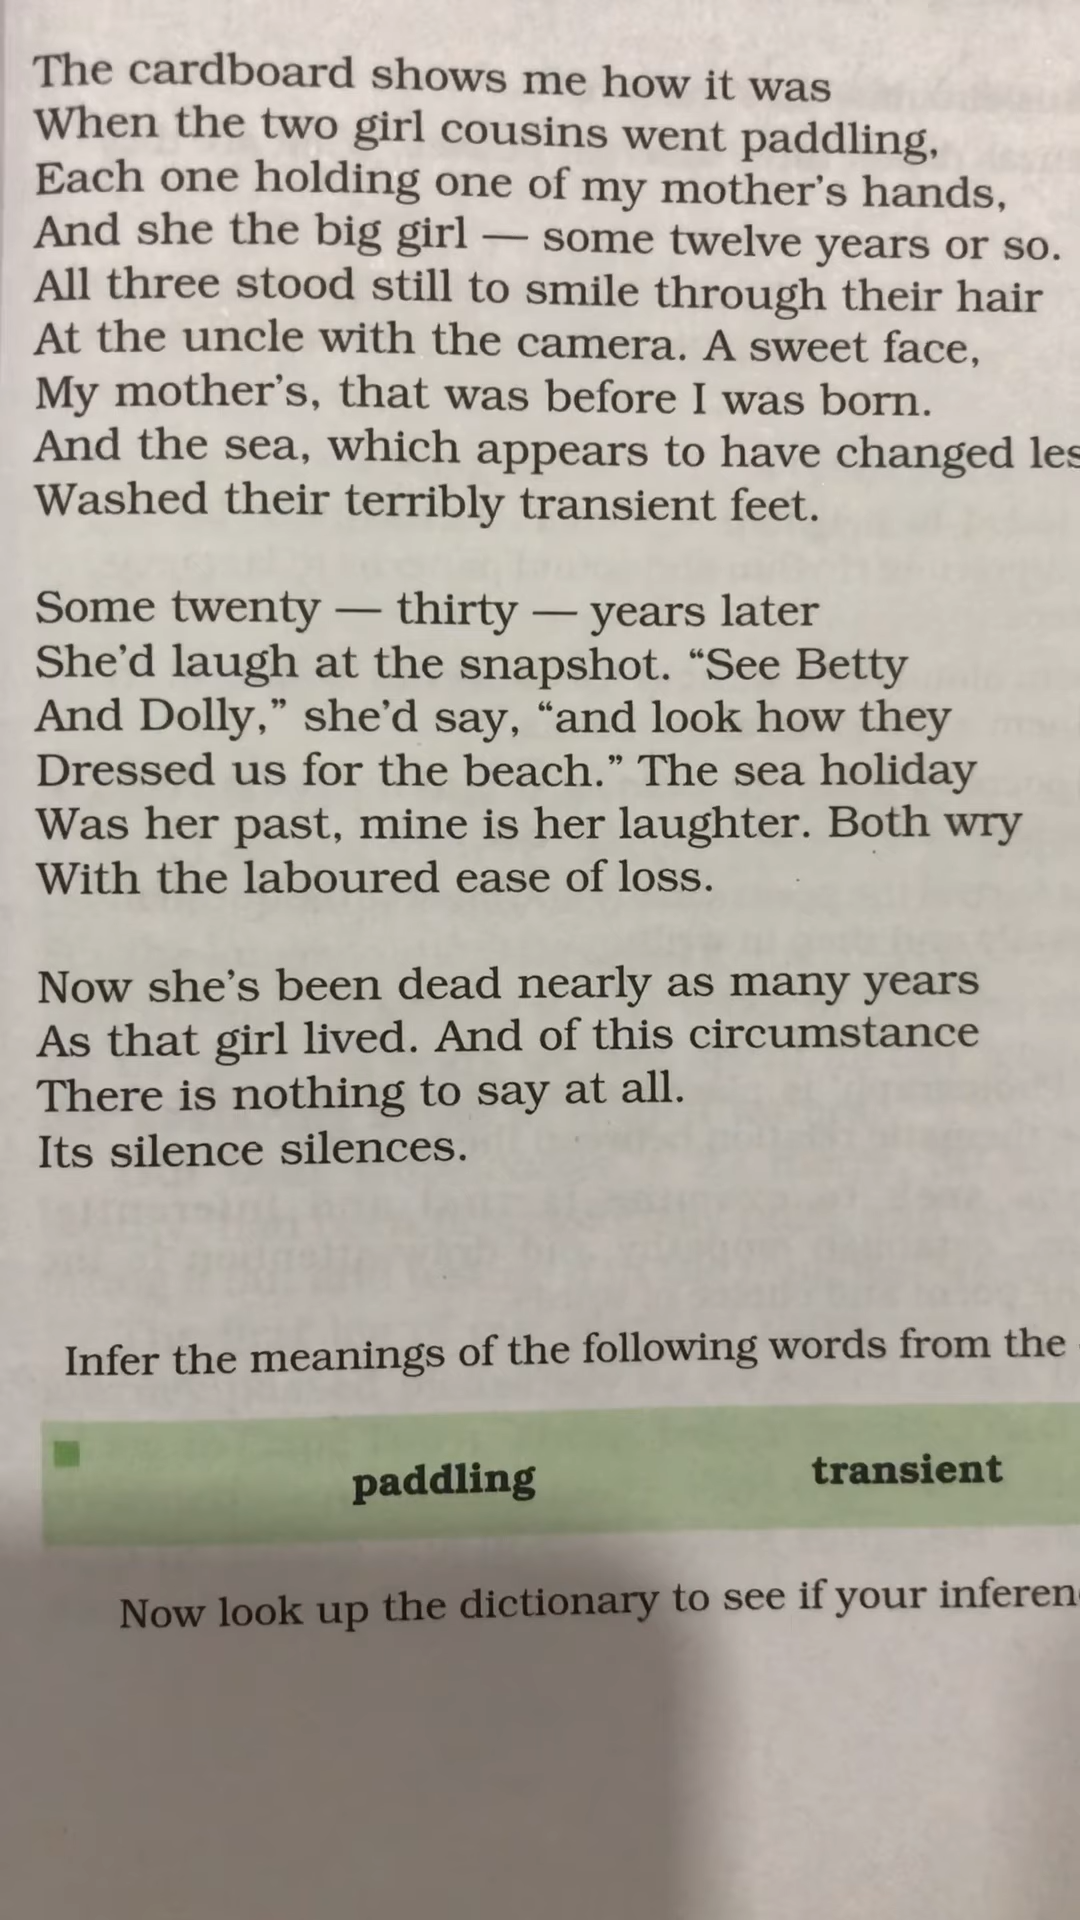 The cardboard shows me how it was
When the two girl cousins went paddling,
Each one holding one of my mother’s hands,
And she the big girl — some twelve years or so.
All three stood still to smile through their hair
At the uncle with the camera. A sweet face,
My mother’s, that was before I was born.
And the sea, which appears to have changed les
Washed their terribly transient feet.
Some twenty — thirty — years later
She’d laugh at the snapshot. “See Betty
And Dolly,” she’d say, “and look how they
Dressed us for the beach.” The sea holiday
Was her past, mine is her laughter. Both wry
With the laboured ease of loss.
Now she’s been dead nearly as many years
As that girl lived. And of this circumstance
There is nothing to say at all.
Its silence silences.
Infer the meanings of the following words from the
paddling transient
Now look up the dictionary to see if your inferen